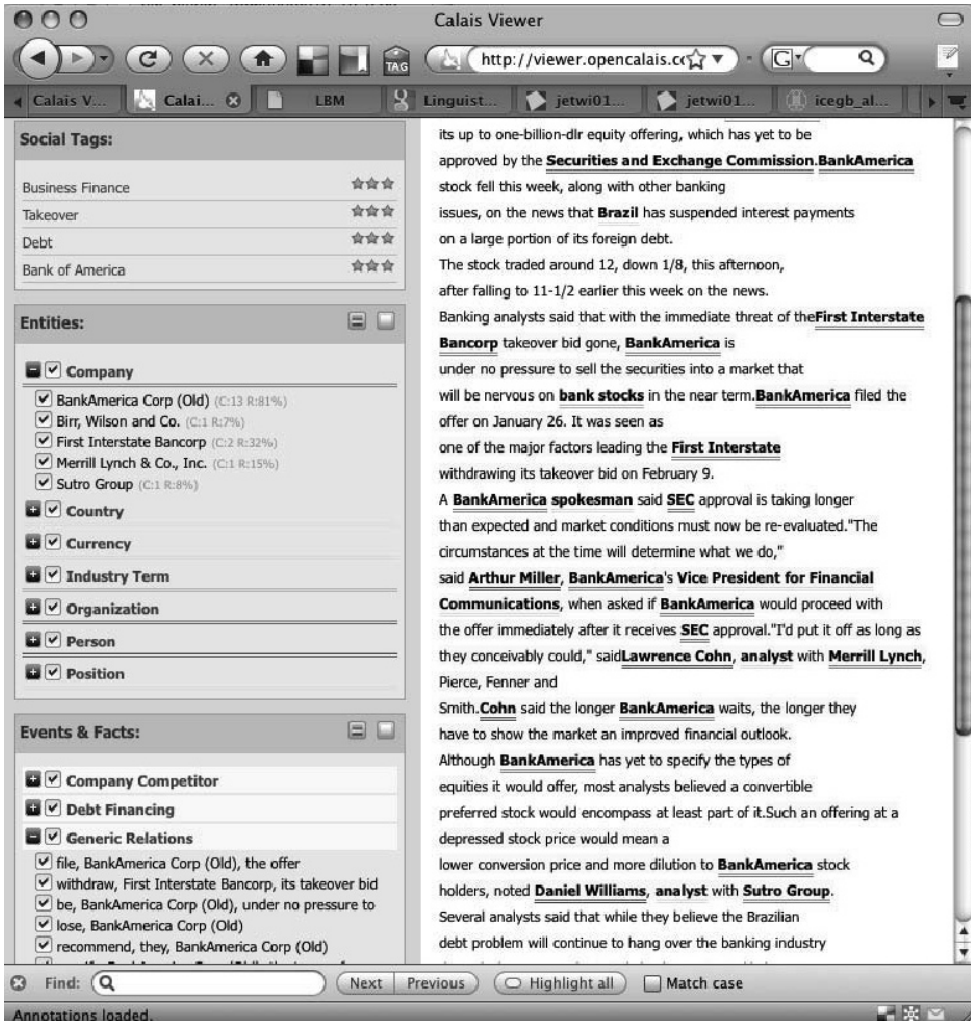 Calais Viewer
TAG
http://viewer.opencalais.c
G
Calais V...
Calai...
LBM
Linguist...
jetwi01...
jetwi01...
icegb_al...
Social Tags:
Business Finance
Takeover
Debt
Bank of America
Entities:
Company
BankAmerica Corp (Old) (C:13 R:81%)
Birr, Wilson and Co. (C:1 R:7%)
First Interstate Bancorp (C:2 R:32%)
Merrill Lynch & Co., Inc. (C:1 R:15%)
Sutro Group (C:1 R:8%)
Country
Currency
Industry Term
Organization
Person
Position
Events & Facts:
Company Competitor
Debt Financing
Generic Relations
file, BankAmerica Corp (Old), the offer
withdraw, First Interstate Bancorp, its takeover bid
be, BankAmerica Corp (Old), under no pressure to
lose, BankAmerica Corp (Old)
recommend, they, BankAmerica Corp (Old)
its up to one-billion-dlr equity offering, which has yet to be
approved by the Securities and Exchange Commission.BankAmerica
stock fell this week, along with other banking
issues, on the news that Brazil has suspended interest payments
on a large portion of its foreign debt.
The stock traded around 12, down 1/8, this afternoon,
after falling to 11-1/2 earlier this week on the news.
Banking analysts said that with the immediate threat of theFirst Interstate
Bancorp takeover bid gone, BankAmerica is
under no pressure to sell the securities into a market that
will be nervous on bank stocks in the near term.BankAmerica filed the
offer on January 26. It was seen as
one of the major factors leading the First Interstate
withdrawing its takeover bid on February 9.
A BankAmerica spokesman said SEC approval is taking longer
than expected and market conditions must now be re-evaluated."The
circumstances at the time will determine what we do,"
said Arthur Miller, BankAmerica's Vice President for Financial
Communications, when asked if BankAmerica would proceed with
the offer immediately after it receives SEC approval."I'd put it off as long as
they conceivably could," saidLawrence Cohn, analyst with Merrill Lynch,
Pierce, Fenner and
Smith.Cohn said the longer BankAmerica waits, the longer they
have to show the market an improved financial outlook.
Although BankAmerica has yet to specify the types of
equities it would offer, most analysts believed a convertible
preferred stock would encompass at least part of it.Such an offering at a
depressed stock price would mean a
lower conversion price and more dilution to BankAmerica stock
holders, noted Daniel Williams, analyst with Sutro Group.
Several analysts said that while they believe the Brazilian
debt problem will continue to hang over the banking industry
Find:
Next
Previous
Highlight all
Match case
Annotations loaded.